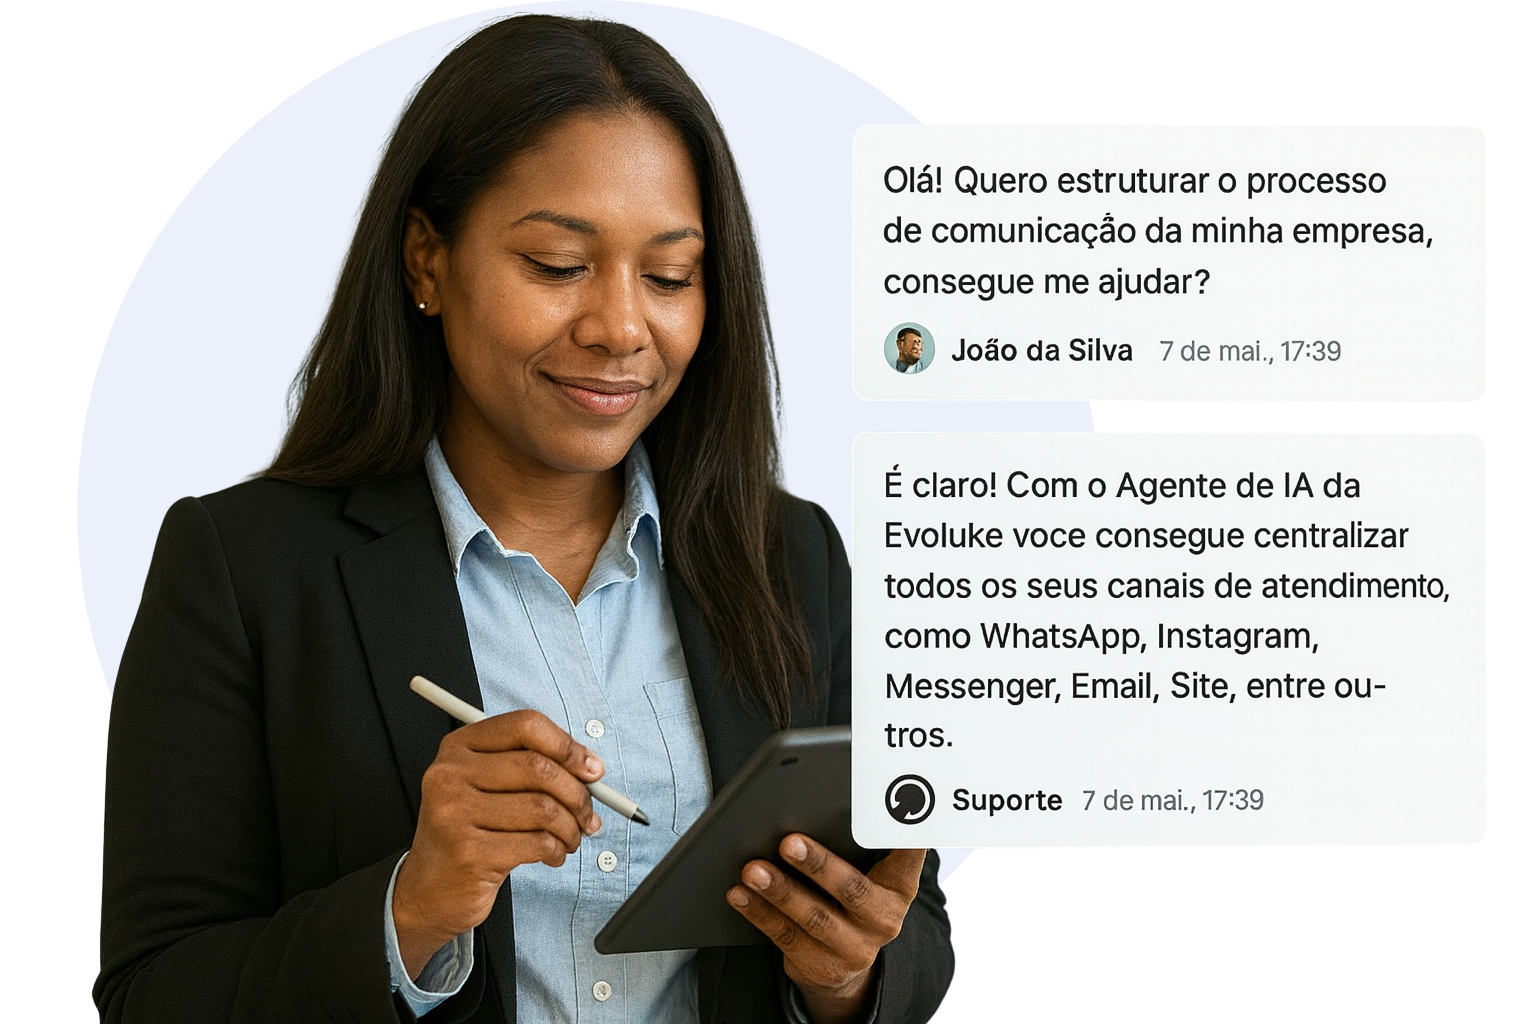 Olá! Quero estruturar o processo
de comunicação da minha empresa,
consegue me ajudar?
João da Silva 7 de mai., 17:39
É claro! Com o Agente de IA da
Evoluke voce consegue centralizar
todos os seus canais de atendimento,
como WhatsApp, Instagram,
Messenger, Email, Site, entre ou-
tros.
Suporte 7 de mai., 17:39